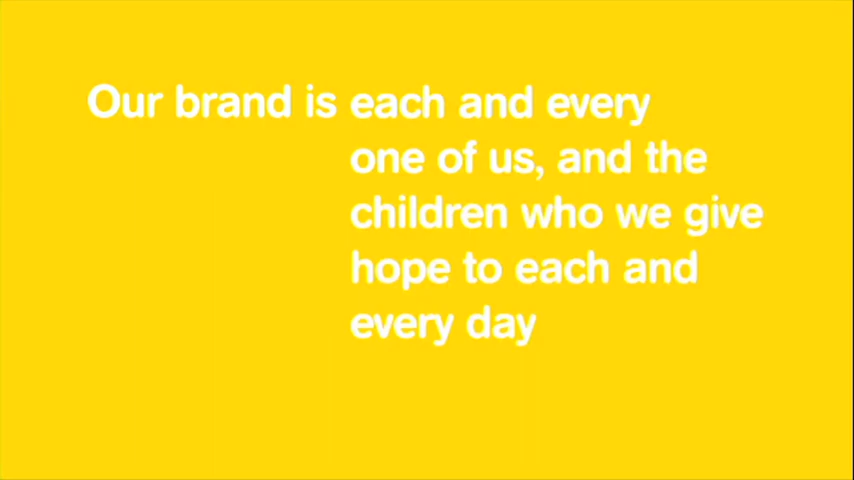 Our brand is each and every
one of us, and the
children who we give
hope to each and
every day